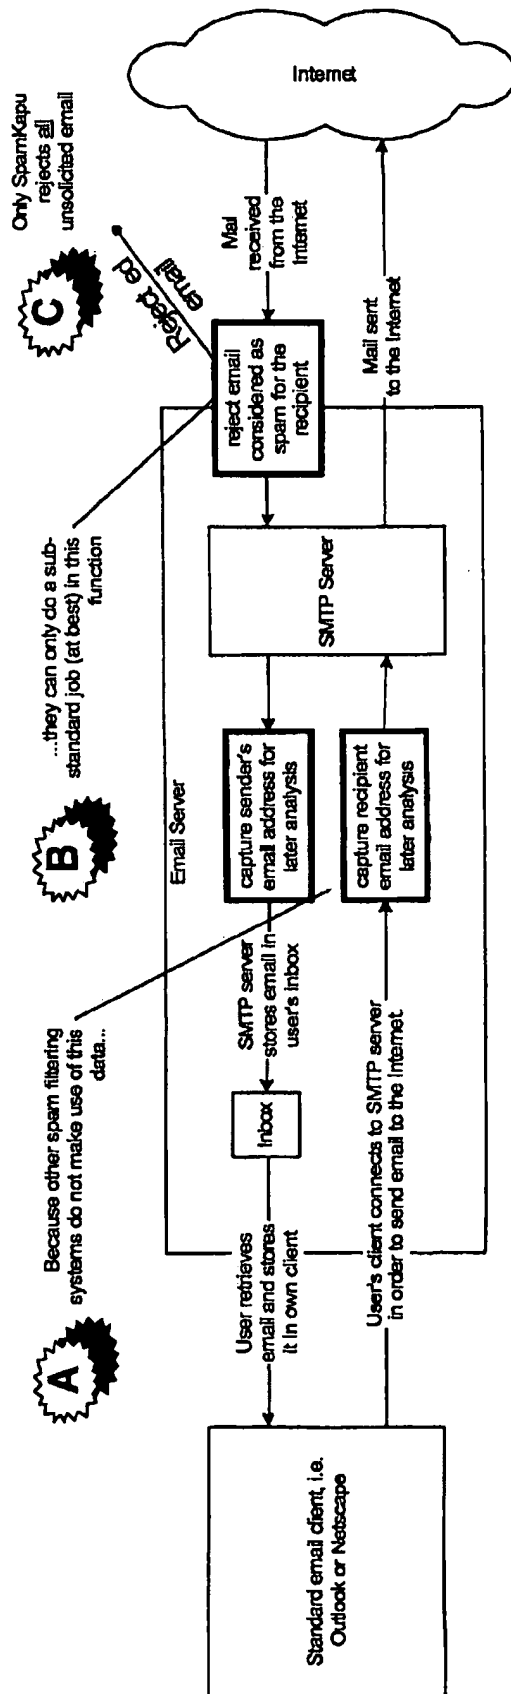 A
Because other spam filtering
systems do not make use of this
data...
B
...they can only do a sub-
standard job (at best) in this
function
C
Only SpamKapu
rejects all
unsolicited email
Rejected
email
Email Server
Standard email client, i.e.
Outlook or Netscape
User retrieves
email and stores
it in own client
Inbox
SMTP server
stores email in
user's inbox
capture sender's
email address for
later analysis
SMTP Server
reject email
considered as
spam for the
recipient
Mail
received
from the
Internet
Internet
User's client connects to SMTP server
in order to send email to the Internet
capture recipient
email address for
later analysis
Mail sent
to the Internet